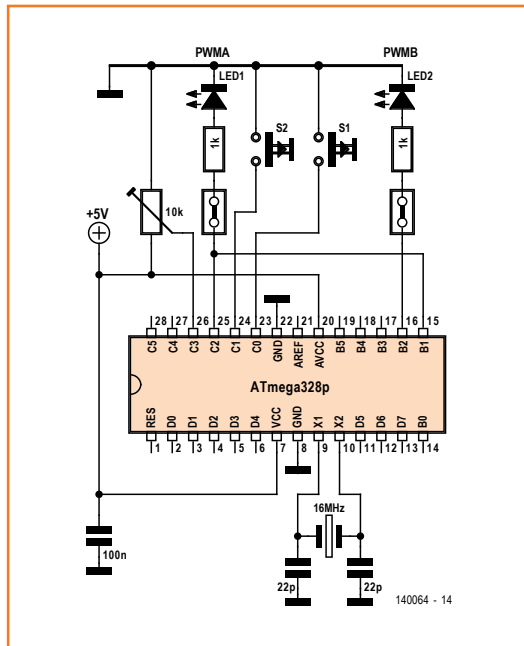 PWMA PWMB
LED1 LED2
S2 S1
1k 1k
10k
+5V
28 27 26 25 24 23 22 21 20 19 18 17 16 15
C5 C4 C3 C2 C1 C0 GND AREF AVCC B5 B4 B3 B2 B1
ATmega328p
RES D0 D1 D2 D3 D4 VCC GND X1 X2 D5 D6 D7 B0
1 2 3 4 5 6 7 8 9 10 11 12 13 14
16MHz
100n
22p 22p
140064 - 14